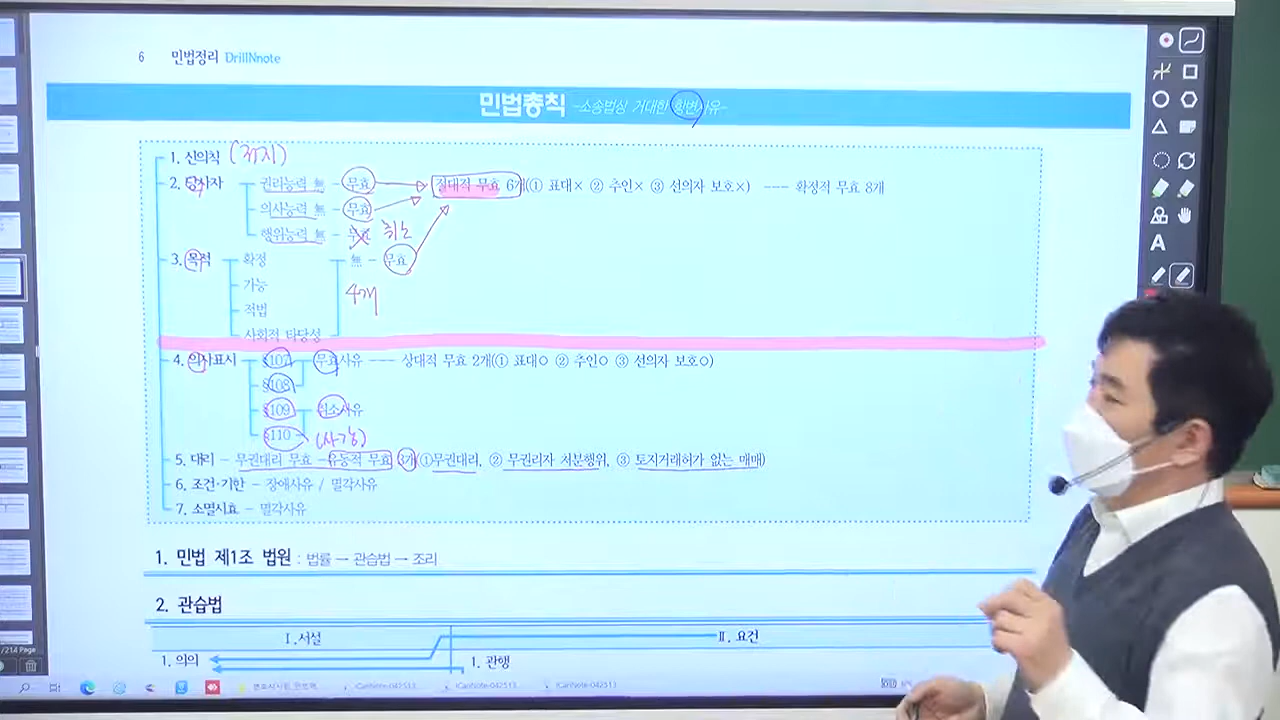 6 민법정리 DrillNnote
민법총칙 -소송법상 거대한 항변사유-
1. 신의칙 (저지)
2. 당사자 권리능력 無 - 무효 절대적 무효 6개(① 표대× ② 추인× ③ 선의자 보호×) --- 확정적 무효 8개
의사능력 無 - 무효
행위능력 無 - 무효 취소
3. 목적 확정 無 - 무효
가능 4개
적법
사회적 타당성
4. 의사표시 §107 무효사유 --- 상대적 무효 2개(① 표대○ ② 추인○ ③ 선의자 보호○)
§108
§109 취소사유
§110 (사강)
5. 대리 - 무권대리 무효 - 유동적 무효 3개(①무권대리, ② 무권리자 처분행위, ③ 토지거래허가 없는 매매)
6. 조건·기한 - 장애사유 / 멸각사유
7. 소멸시효 - 멸각사유
1. 민법 제1조 법원 : 법률 → 관습법 → 조리
2. 관습법
Ⅰ.서설 Ⅱ. 요건
1. 의의 1. 관행
/214 Page
iCanNote-042513 iCanNote-042513 iCanNote-042513